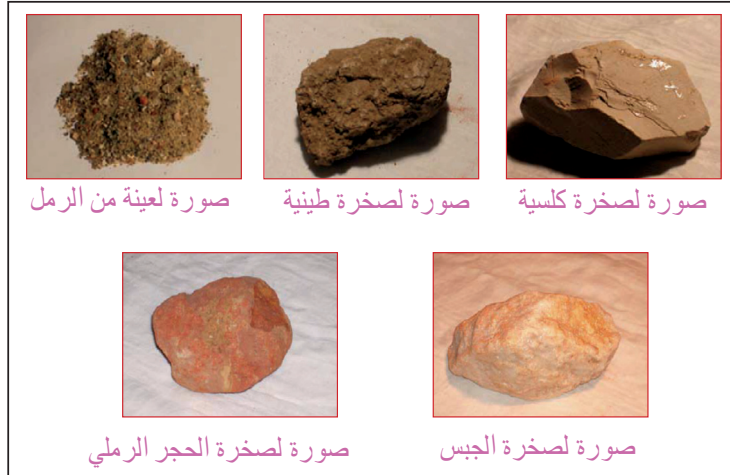 صورة لصخرة كلسية
صورة لصخرة طينية
صورة لعينة من الرمل
صورة لصخرة الجبس
صورة لصخرة الحجر الرملي